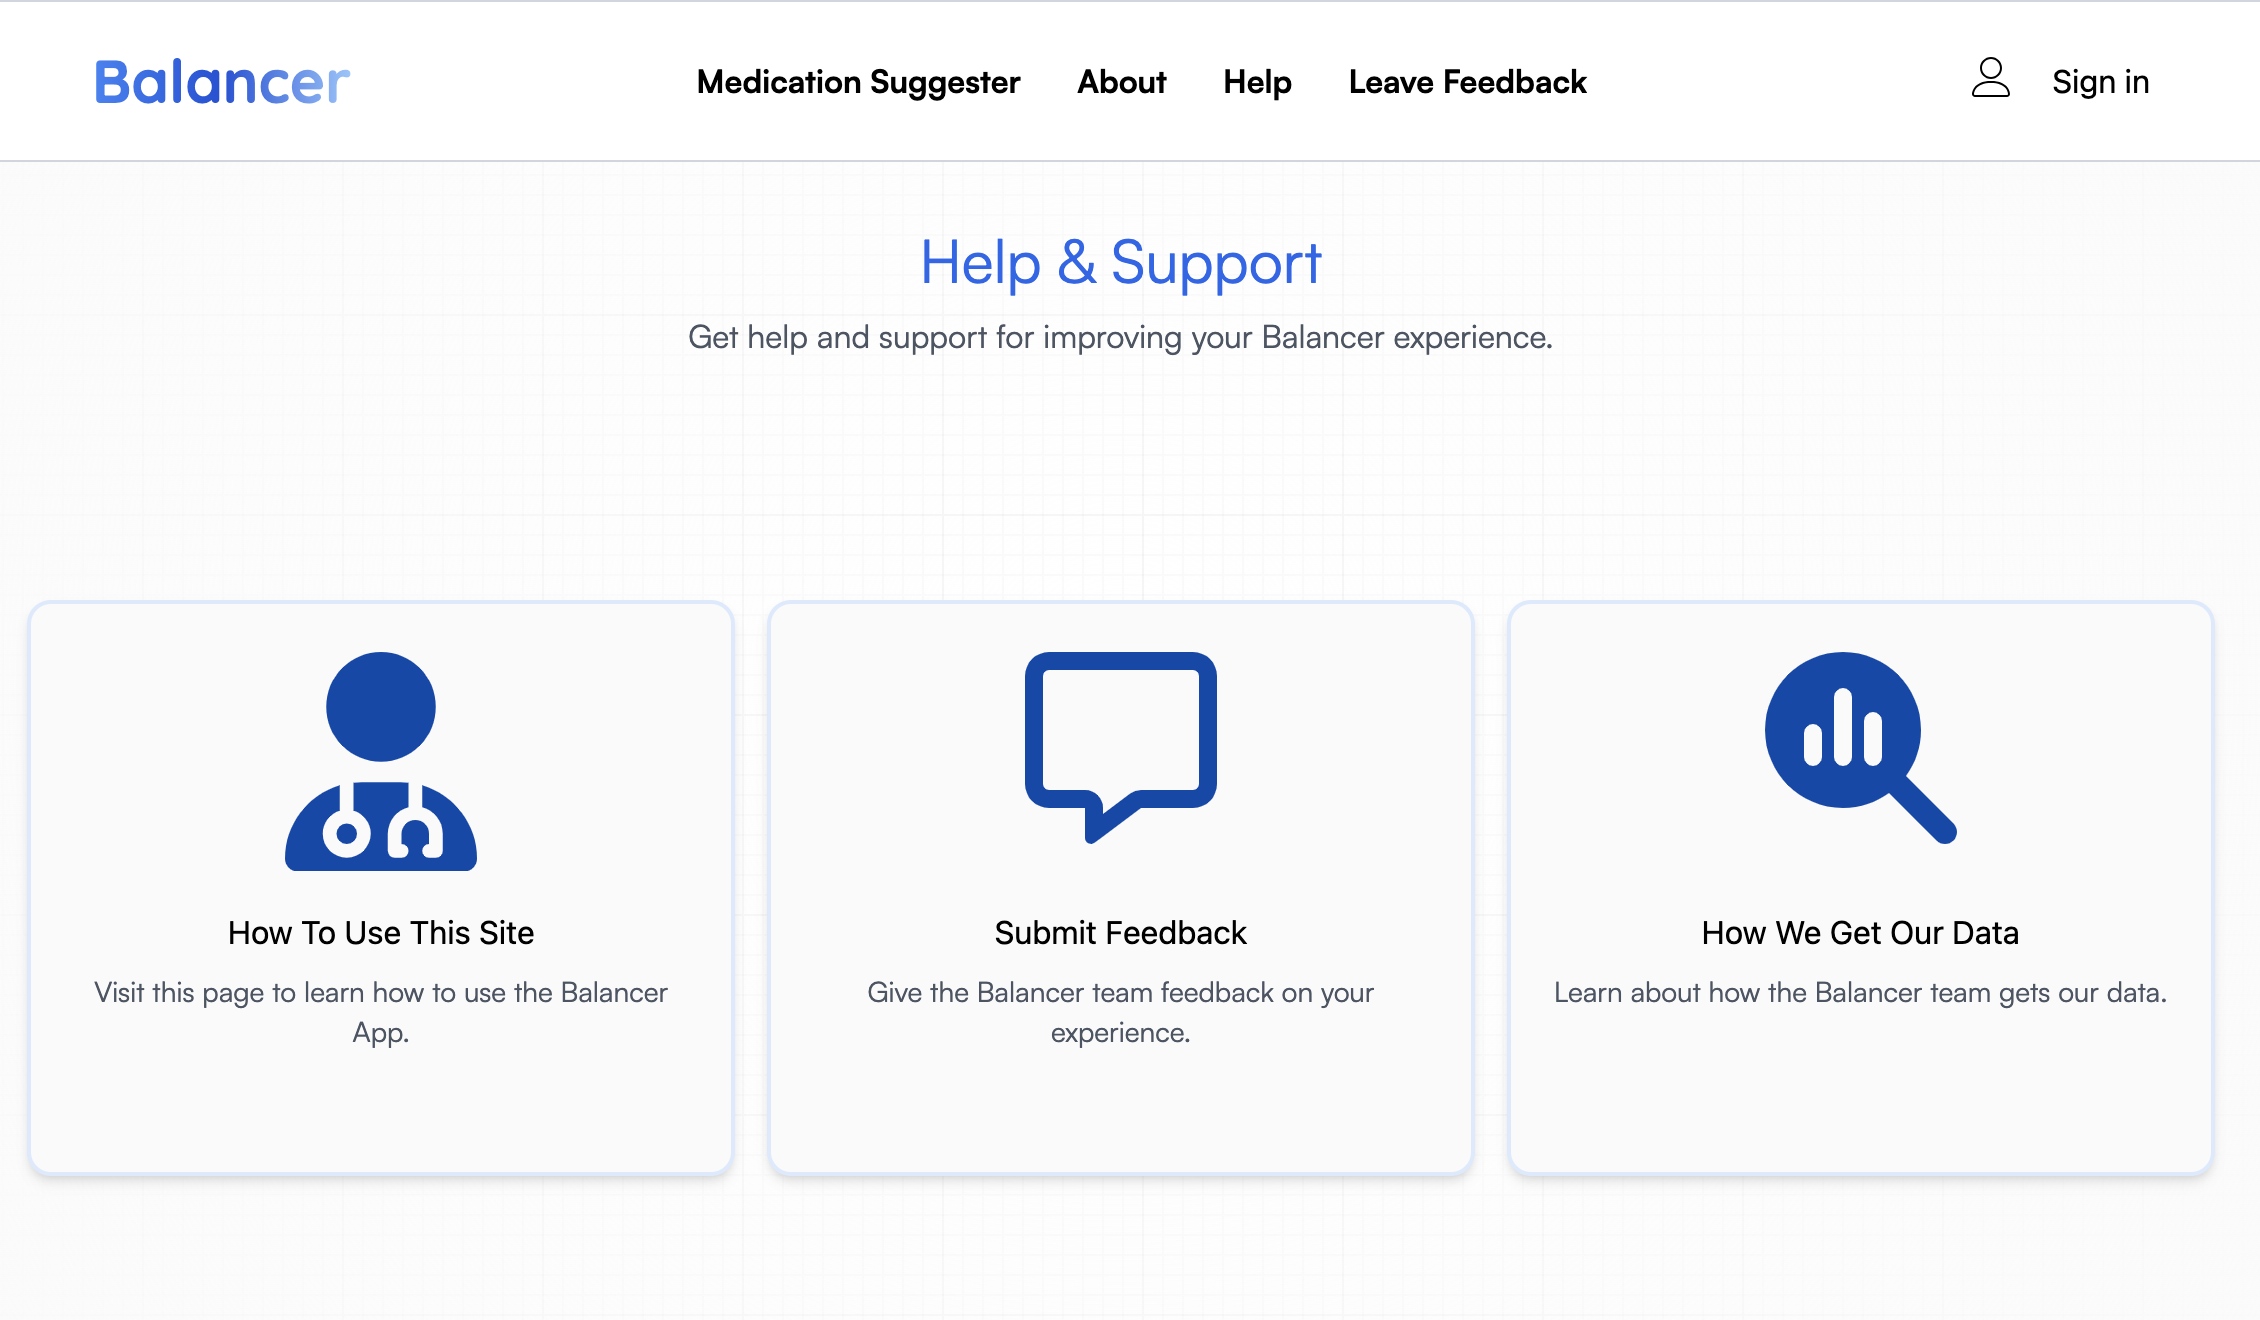 Balancer
Medication Suggester
About
Help
Leave Feedback
Sign in
Help & Support
Get help and support for improving your Balancer experience.
How To Use This Site
Visit this page to learn how to use the Balancer
App.
Submit Feedback
Give the Balancer team feedback on your
experience.
How We Get Our Data
Learn about how the Balancer team gets our data.